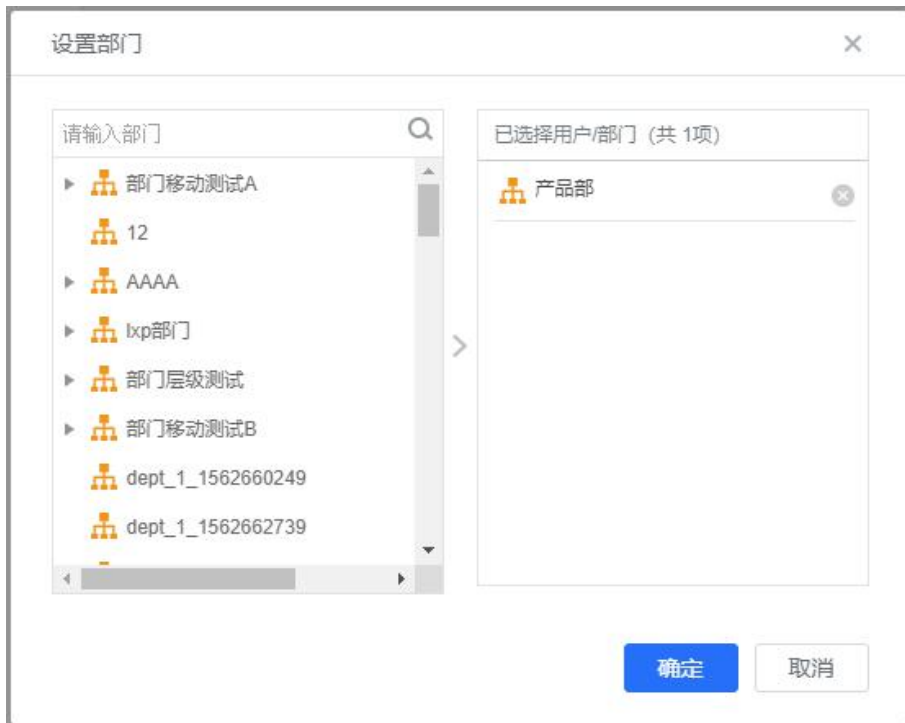 设置部门
请输入部门
部门移动测试A
12
AAAA
lxp部门
部门层级测试
部门移动测试B
dept_1_1562660249
dept_1_1562662739
已选择用户/部门 (共 1项)
产品部
确定
取消